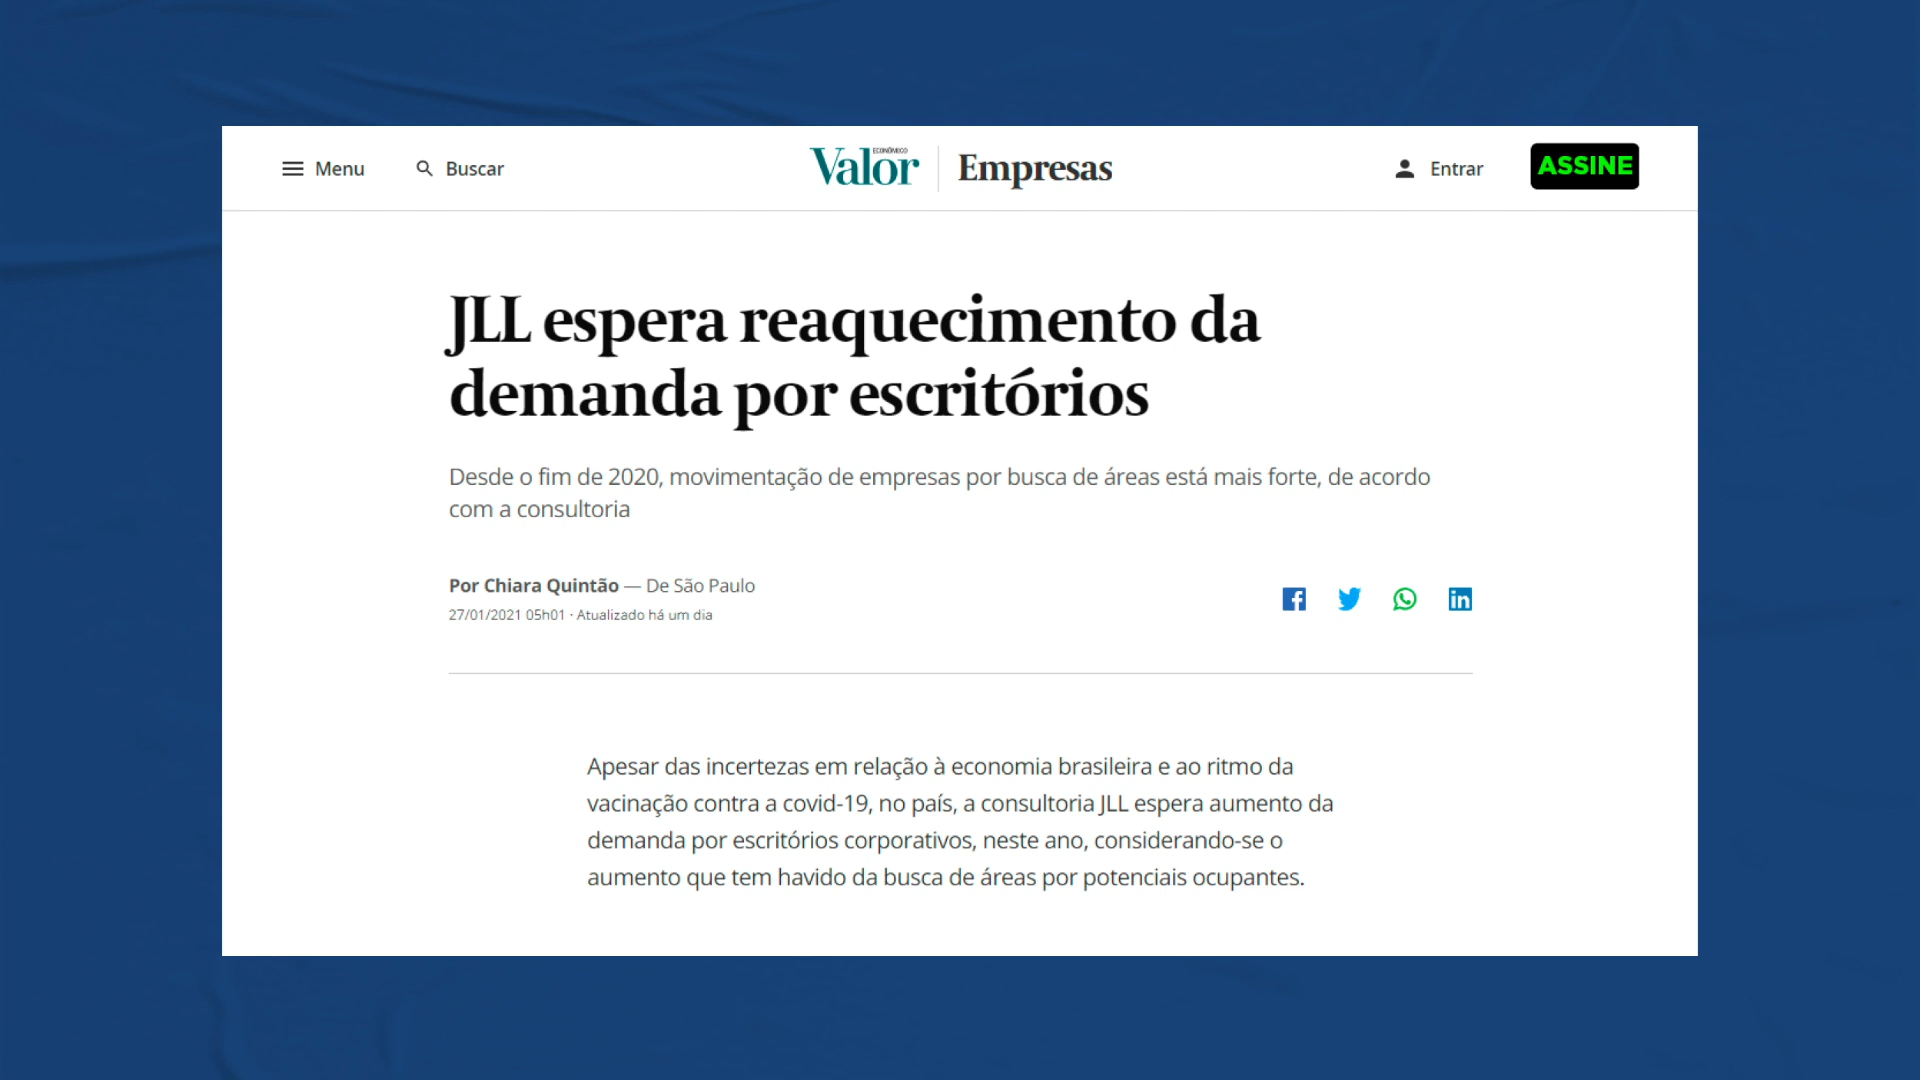 Menu
Buscar
Valor ECONÔMICO
Empresas
Entrar
ASSINE
JLL espera reaquecimento da
demanda por escritórios
Desde o fim de 2020, movimentação de empresas por busca de áreas está mais forte, de acordo
com a consultoria
Por Chiara Quintão — De São Paulo
27/01/2021 05h01 · Atualizado há um dia
Apesar das incertezas em relação à economia brasileira e ao ritmo da
vacinação contra a covid-19, no país, a consultoria JLL espera aumento da
demanda por escritórios corporativos, neste ano, considerando-se o
aumento que tem havido da busca de áreas por potenciais ocupantes.